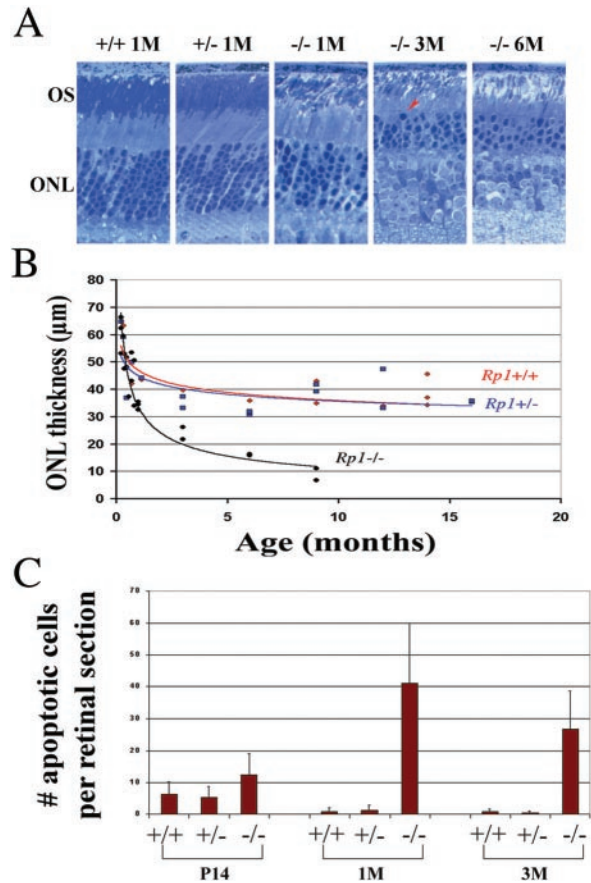 A
+/+ 1M +/- 1M -/- 1M -/- 3M -/- 6M
OS
ONL
B
ONL thickness (µm)
80
70
60
50
40
30
20
10
0
Rp1+/+
Rp1+/-
Rp1-/-
0 5 10 15 20
Age (months)
C
# apoptotic cells
per retinal section
70
60
50
40
30
20
10
0
+/+ +/- -/- +/+ +/- -/- +/+ +/- -/-
P14 1M 3M